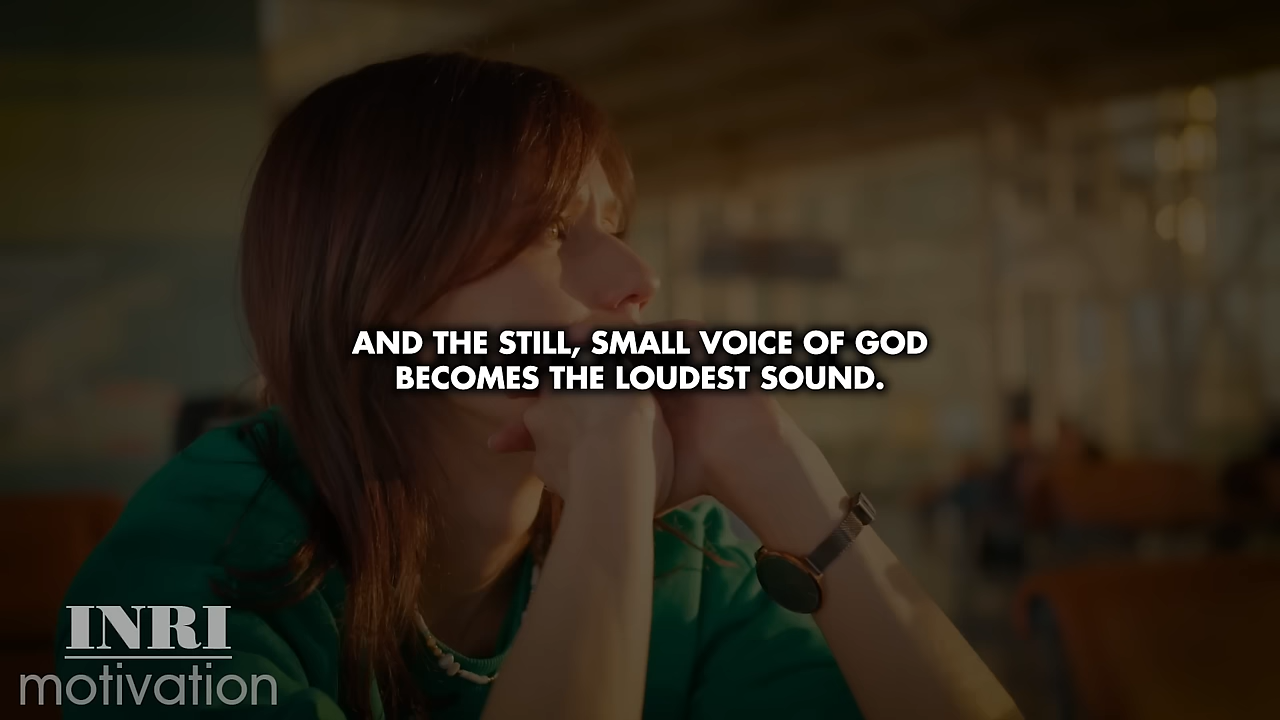 AND THE STILL, SMALL VOICE OF GOD
BECOMES THE LOUDEST SOUND.
INRI
motivation